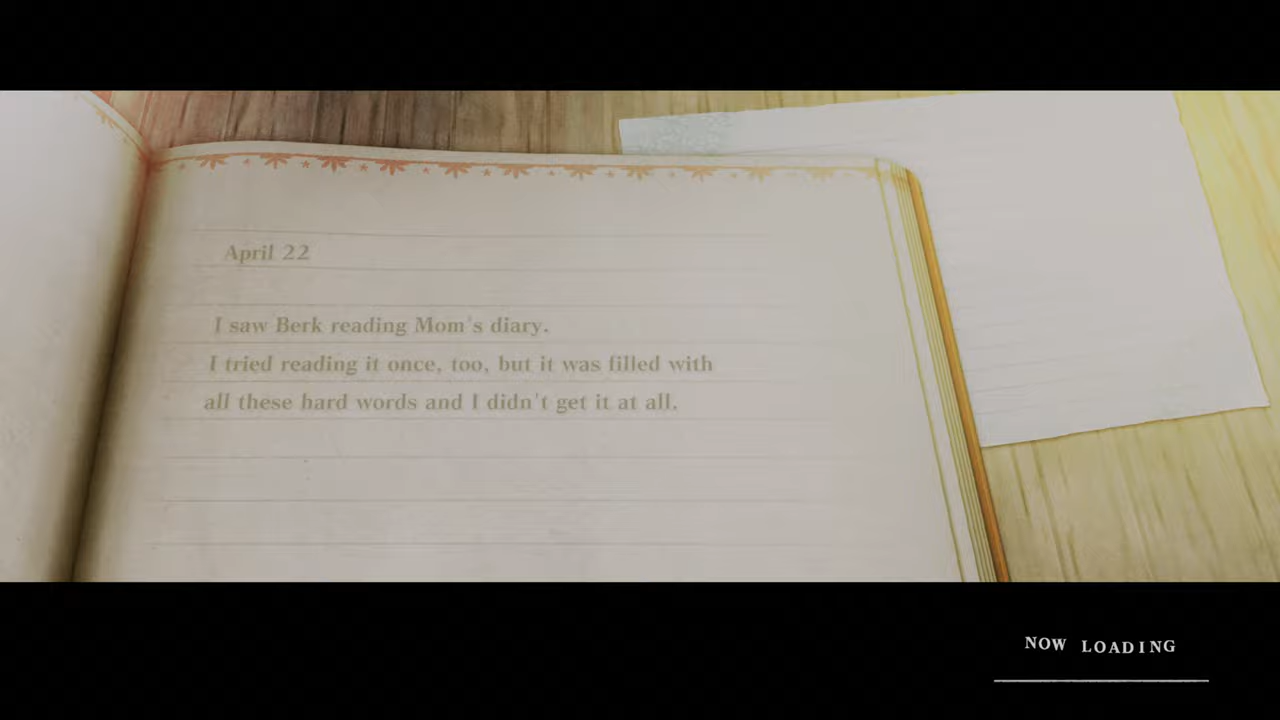 April 22
I saw Berk reading Mom's diary.
I tried reading it once, too, but it was filled with
all these hard words and I didn't get it at all.
NOW LOADING